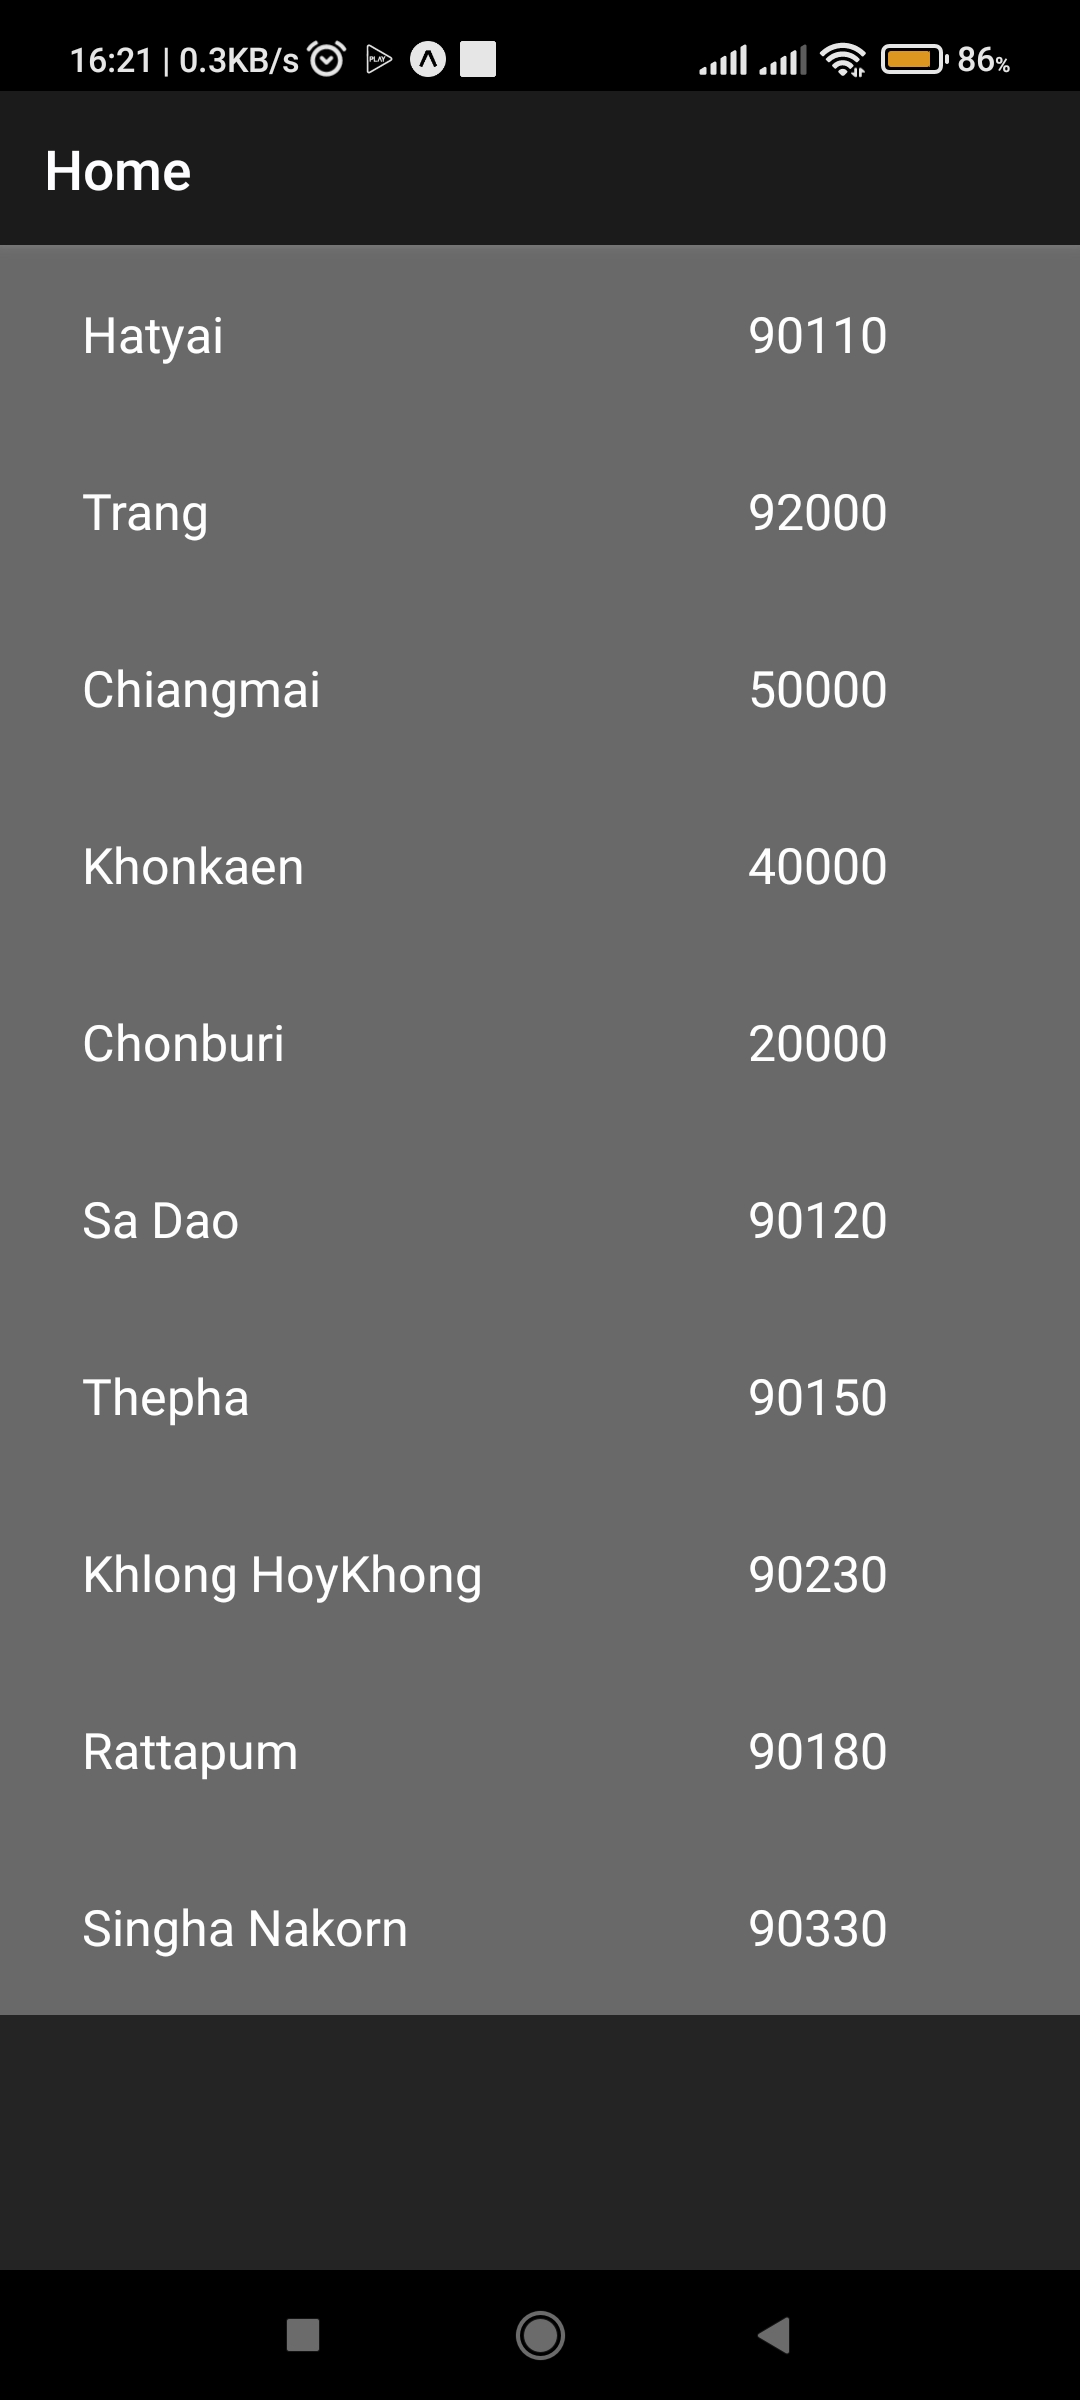 16:21 | 0.3KB/s PLAY 86%
Home
Hatyai 90110
Trang 92000
Chiangmai 50000
Khonkaen 40000
Chonburi 20000
Sa Dao 90120
Thepha 90150
Khlong HoyKhong 90230
Rattapum 90180
Singha Nakorn 90330